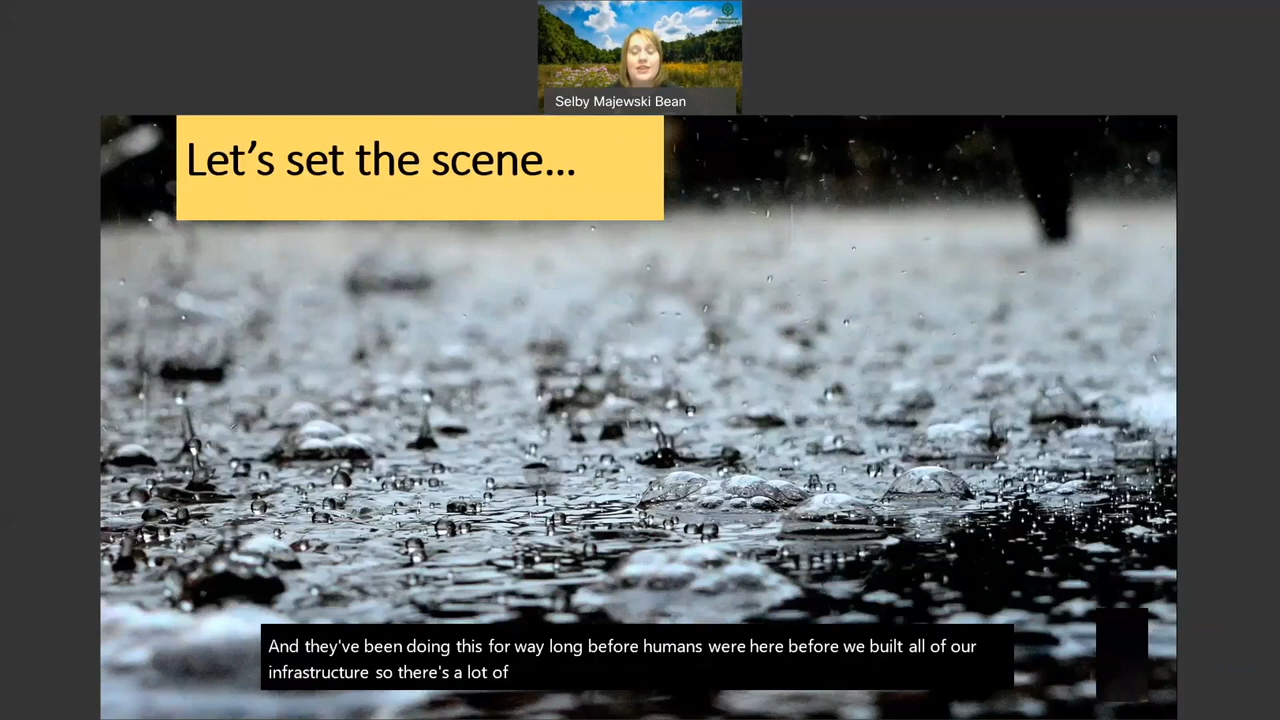 Selby Majewski Bean
Let's set the scene...
And they've been doing this for way long before humans were here before we built all of our
infrastructure so there's a lot of